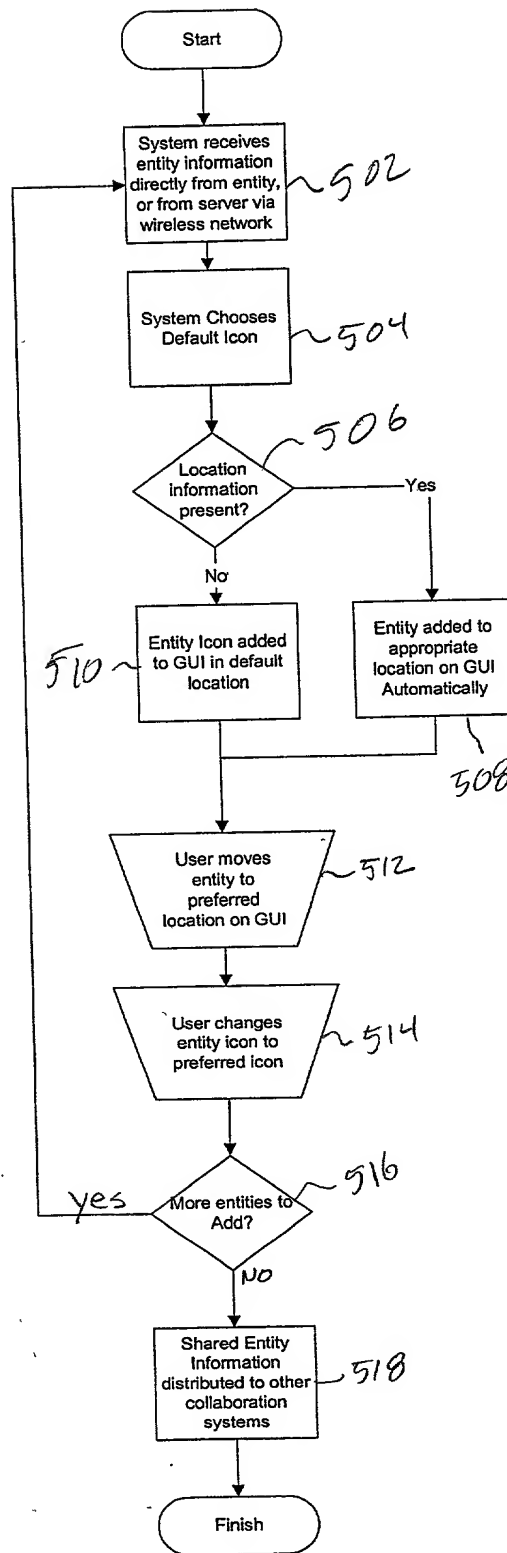 Start
System receives
entity information
directly from entity,
or from server via
wireless network
502
System Chooses
Default Icon
504
506
Location
information
present?
Yes
No
510
Entity Icon added
to GUI in default
location
Entity added to
appropriate
location on GUI
Automatically
508
User moves
entity to
preferred
location on GUI
512
User changes
entity icon to
preferred icon
514
516
yes
More entities to
Add?
NO
Shared Entity
Information
distributed to other
collaboration
systems
518
Finish